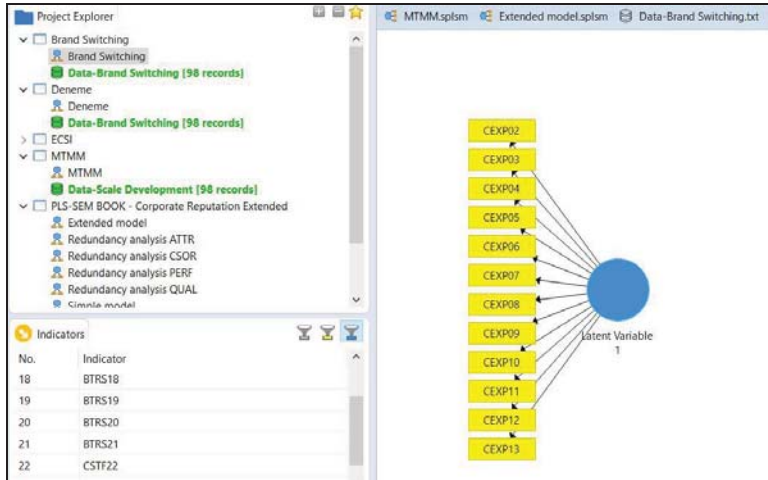 Project Explorer
Brand Switching
Brand Switching
Data-Brand Switching [98 records]
Deneme
Deneme
Data-Brand Switching [98 records]
ECSI
MTMM
MTMM
Data-Scale Development [98 records]
PLS-SEM BOOK - Corporate Reputation Extended
Extended model
Redundancy analysis ATTR
Redundancy analysis CSOR
Redundancy analysis PERF
Redundancy analysis QUAL
Simple model
Indicators
No. Indicator
18 BTRS18
19 BTRS19
20 BTRS20
21 BTRS21
22 CSTF22
MTMM.splsm Extended model.splsm Data-Brand Switching.txt
CEXP02
CEXP03
CEXP04
CEXP05
CEXP06
CEXP07
CEXP08
CEXP09
CEXP10
CEXP11
CEXP12
CEXP13
Latent Variable
1